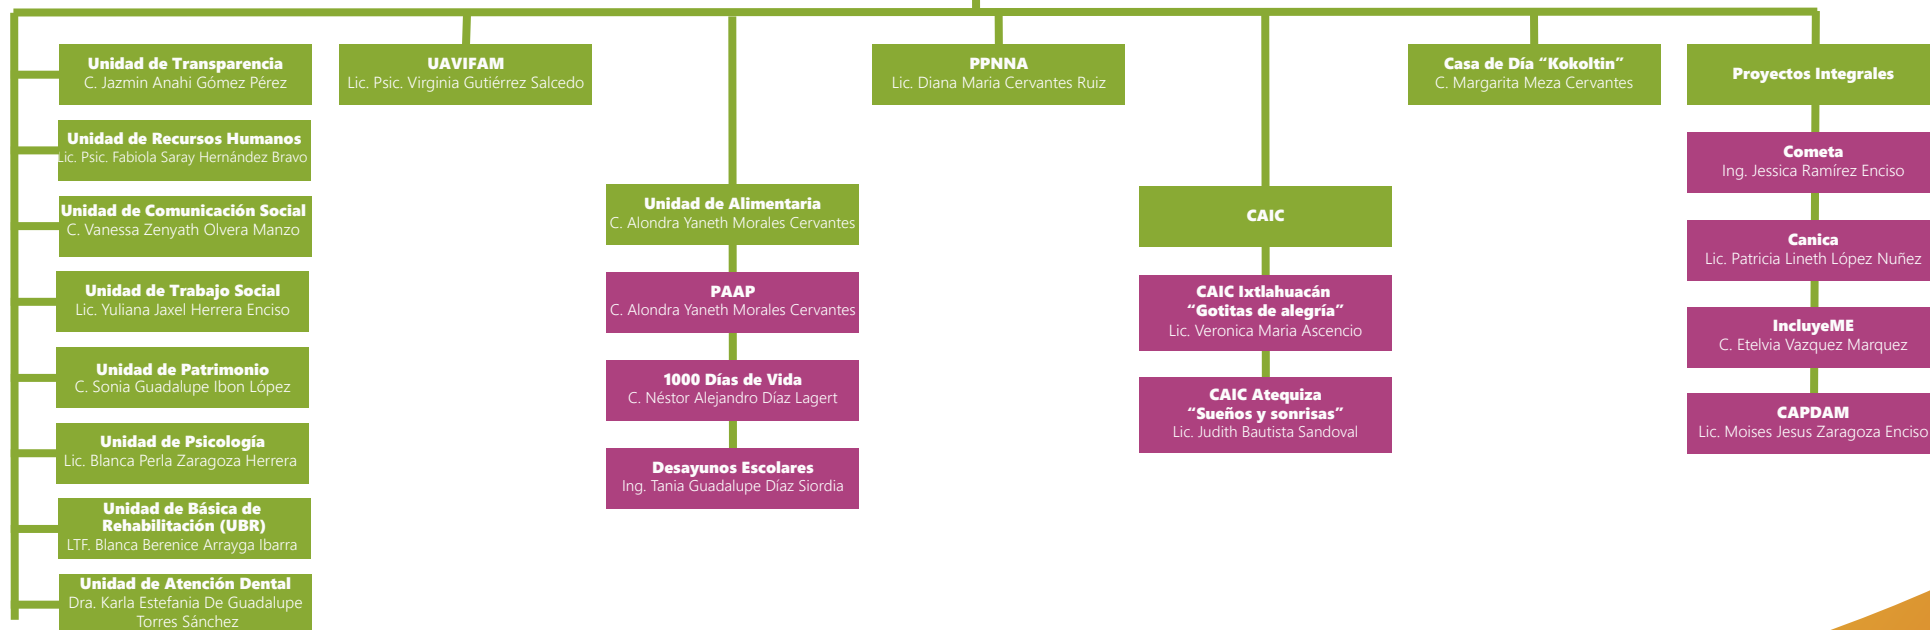 Unidad de Transparencia
C. Jazmin Anahi Gómez Pérez
Unidad de Recursos Humanos
Lic. Psic. Fabiola Saray Hernández Bravo
Unidad de Comunicación Social
C. Vanessa Zenyath Olvera Manzo
Unidad de Trabajo Social
Lic. Yuliana Jaxel Herrera Enciso
Unidad de Patrimonio
C. Sonia Guadalupe Ibon López
Unidad de Psicología
Lic. Blanca Perla Zaragoza Herrera
Unidad de Básica de
Rehabilitación (UBR)
LTF. Blanca Berenice Arrayga Ibarra
Unidad de Atención Dental
Dra. Karla Estefania De Guadalupe
Torres Sánchez
UAVIFAM
Lic. Psic. Virginia Gutiérrez Salcedo
Unidad de Alimentaria
C. Alondra Yaneth Morales Cervantes
PAAP
C. Alondra Yaneth Morales Cervantes
1000 Días de Vida
C. Néstor Alejandro Díaz Lagert
Desayunos Escolares
Ing. Tania Guadalupe Díaz Siordia
PPNNA
Lic. Diana Maria Cervantes Ruiz
CAIC
CAIC Ixtlahuacán
“Gotitas de alegría”
Lic. Veronica Maria Ascencio
CAIC Atequiza
“Sueños y sonrisas”
Lic. Judith Bautista Sandoval
Casa de Día “Kokoltin”
C. Margarita Meza Cervantes
Proyectos Integrales
Cometa
Ing. Jessica Ramírez Enciso
Canica
Lic. Patricia Lineth López Nuñez
IncluyeME
C. Etelvia Vazquez Marquez
CAPDAM
Lic. Moises Jesus Zaragoza Enciso